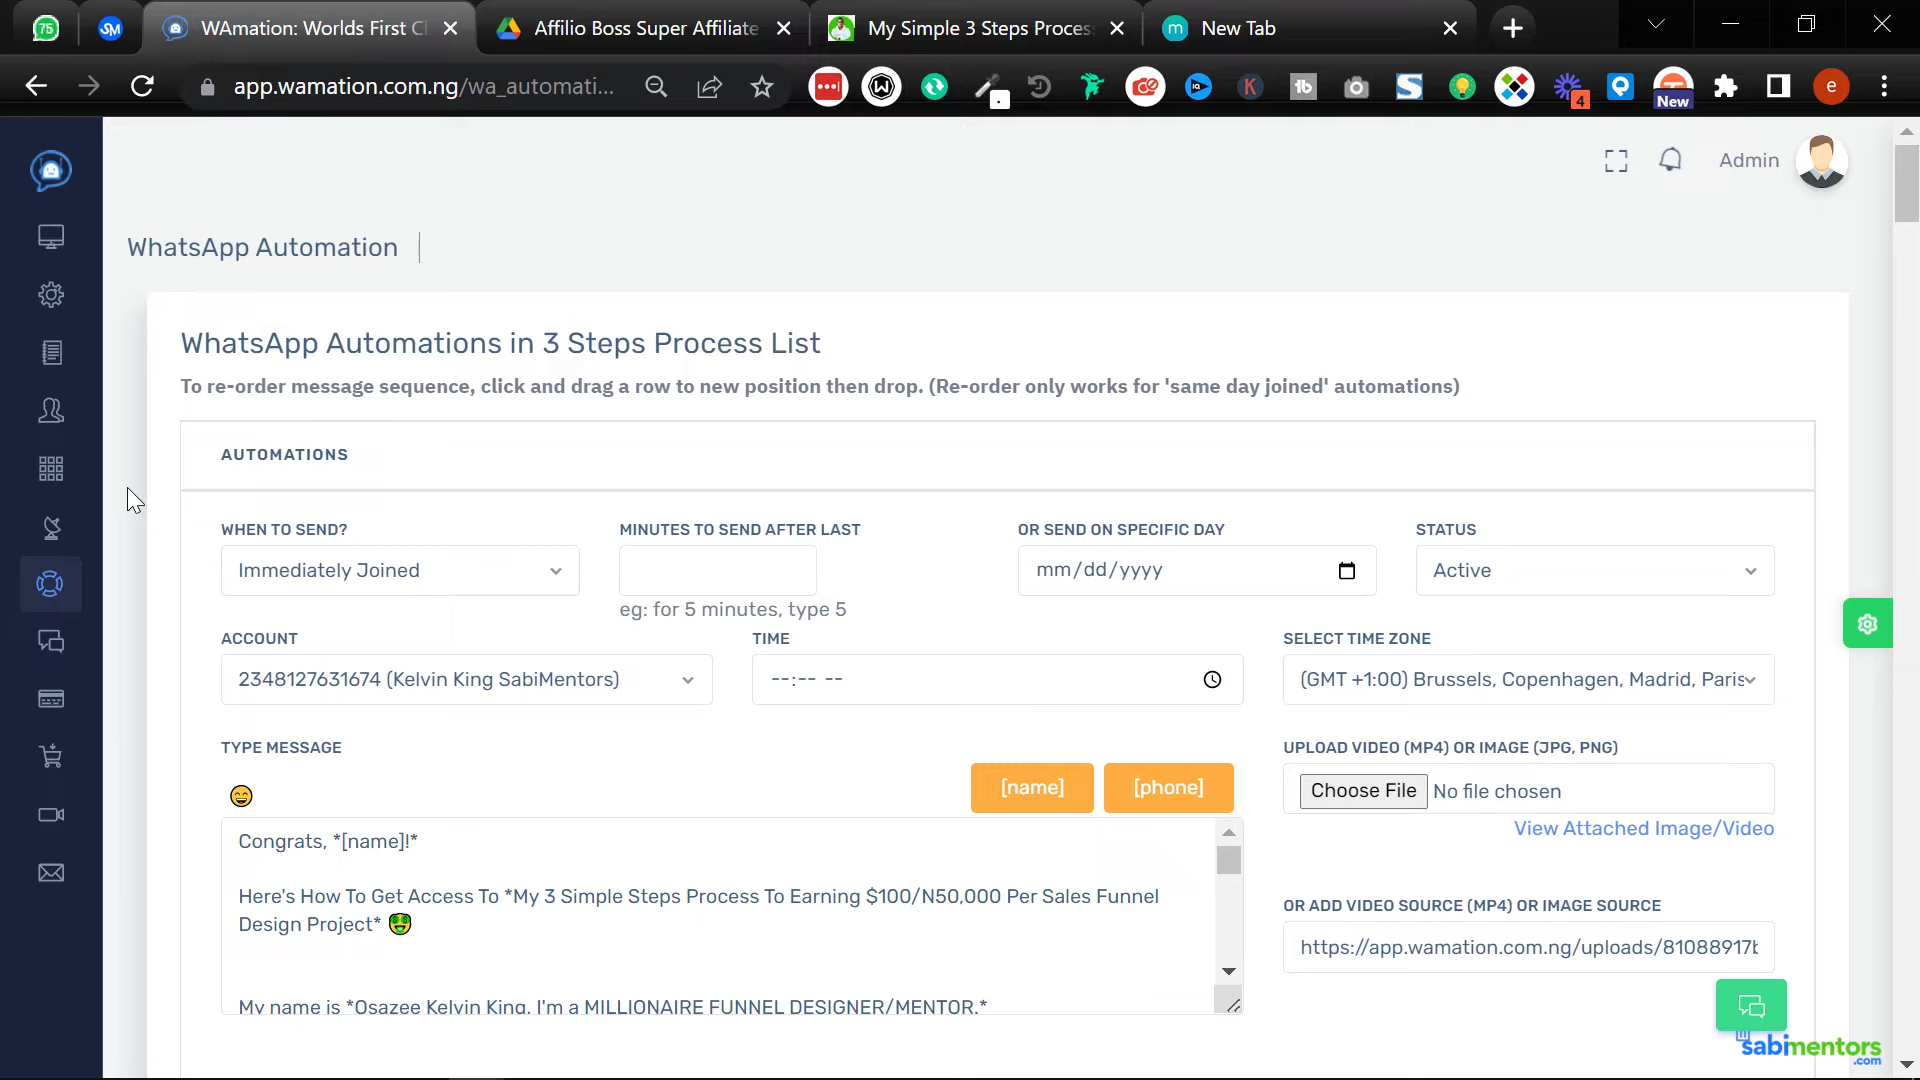 75
SM
WAmation: Worlds First Cl
Affilio Boss Super Affiliate
My Simple 3 Steps Proces
m
New Tab
app.wamation.com.ng/wa_automati...
K
tb
4
New
e
Admin
WhatsApp Automation
WhatsApp Automations in 3 Steps Process List
To re-order message sequence, click and drag a row to new position then drop. (Re-order only works for 'same day joined' automations)
AUTOMATIONS
WHEN TO SEND?
MINUTES TO SEND AFTER LAST
OR SEND ON SPECIFIC DAY
STATUS
Immediately Joined
mm/dd/yyyy
Active
eg: for 5 minutes, type 5
ACCOUNT
TIME
SELECT TIME ZONE
2348127631674 (Kelvin King SabiMentors)
--:-- --
(GMT +1:00) Brussels, Copenhagen, Madrid, Paris
TYPE MESSAGE
UPLOAD VIDEO (MP4) OR IMAGE (JPG, PNG)
[name]
[phone]
Choose File
No file chosen
View Attached Image/Video
Congrats, *[name]!*
Here's How To Get Access To *My 3 Simple Steps Process To Earning $100/N50,000 Per Sales Funnel
Design Project* 🤑
OR ADD VIDEO SOURCE (MP4) OR IMAGE SOURCE
https://app.wamation.com.ng/uploads/81088917b
My name is *Osazee Kelvin King, I'm a MILLIONAIRE FUNNEL DESIGNER/MENTOR.*
sabimentors
.com